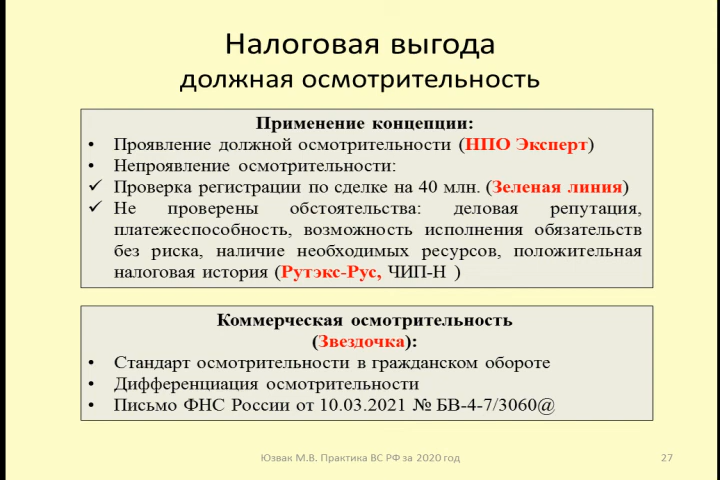 Налоговая выгода
должная осмотрительность
Применение концепции:
• Проявление должной осмотрительности (НПО Эксперт)
• Непроявление осмотрительности:
✓ Проверка регистрации по сделке на 40 млн. (Зеленая линия)
✓ Не проверены обстоятельства: деловая репутация,
платежеспособность, возможность исполнения обязательств
без риска, наличие необходимых ресурсов, положительная
налоговая история (Рутэкс-Рус, ЧИП-Н )
Коммерческая осмотрительность
(Звездочка):
• Стандарт осмотрительности в гражданском обороте
• Дифференциация осмотрительности
• Письмо ФНС России от 10.03.2021 № БВ-4-7/3060@
Юзвак М.В. Практика ВС РФ за 2020 год
27